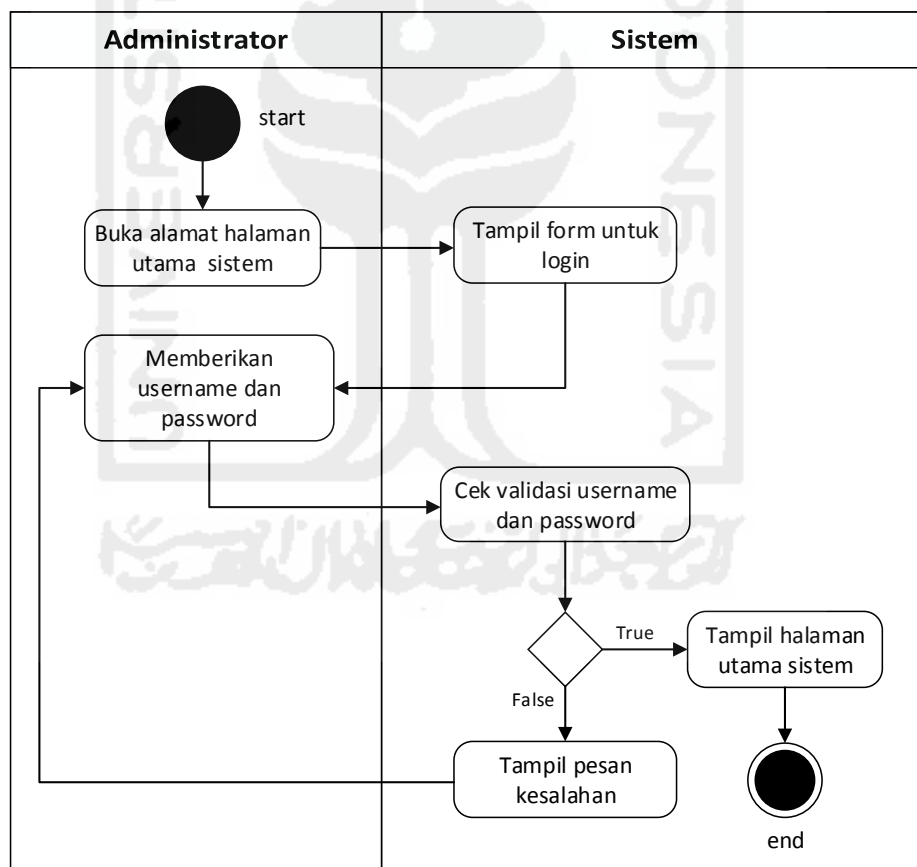 Administrator
Sistem
start
Buka alamat halaman
utama sistem
Tampil form untuk
login
Memberikan
username dan
password
Cek validasi username
dan password
True
Tampil halaman
utama sistem
False
Tampil pesan
kesalahan
end